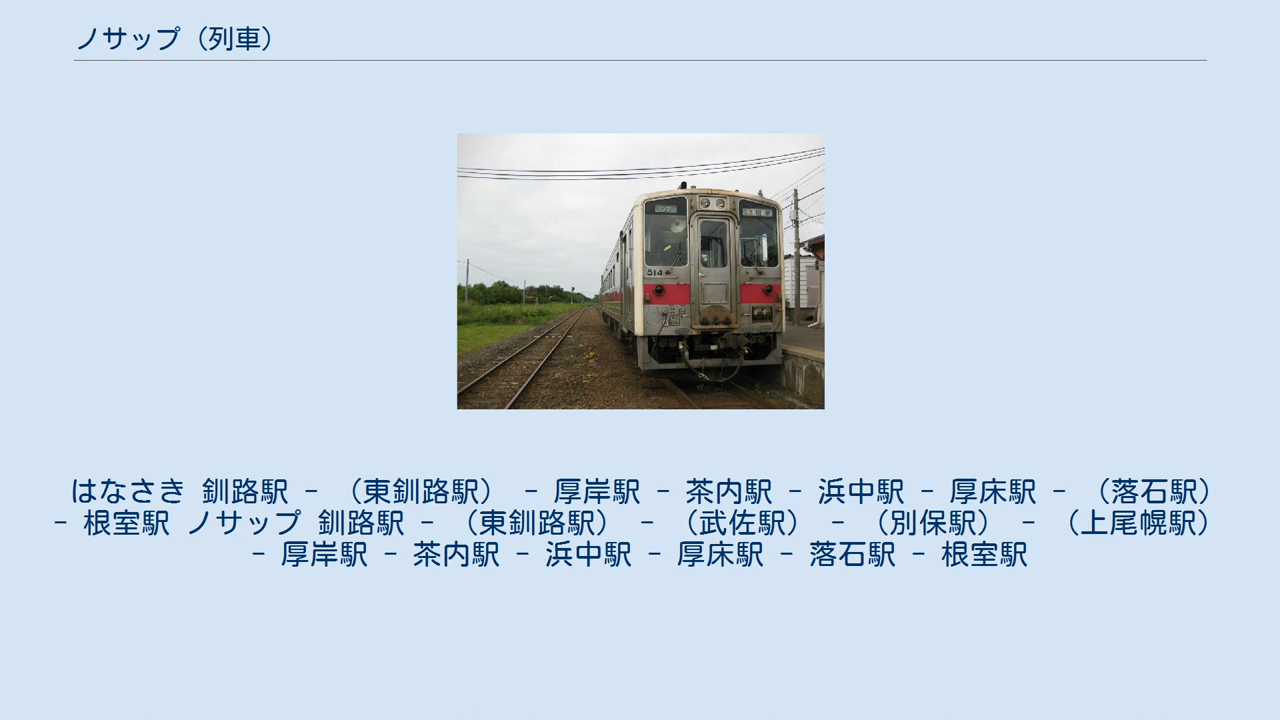 ノサップ（列車）
514
はなさき 釧路駅 - （東釧路駅） - 厚岸駅 - 茶内駅 - 浜中駅 - 厚床駅 - （落石駅）
- 根室駅 ノサップ 釧路駅 - （東釧路駅） - （武佐駅） - （別保駅） - （上尾幌駅）
- 厚岸駅 - 茶内駅 - 浜中駅 - 厚床駅 - 落石駅 - 根室駅